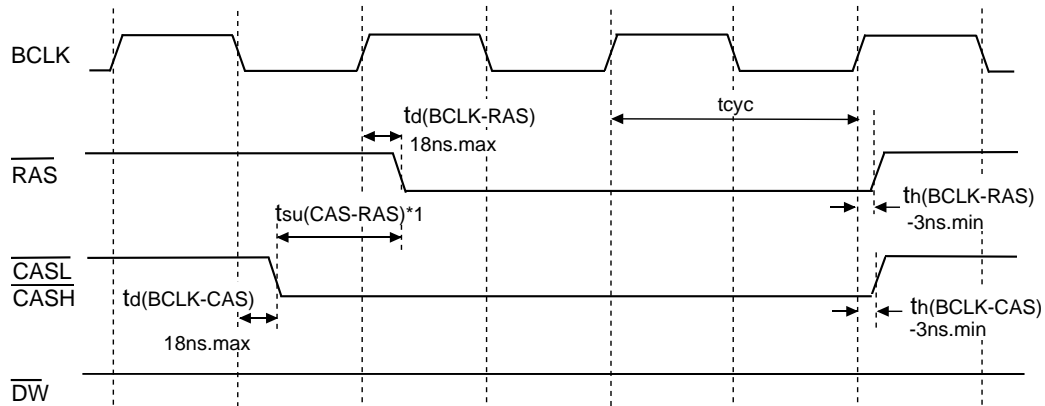 BCLK
td(BCLK-RAS)
18ns.max
tcyc
RAS
th(BCLK-RAS)
-3ns.min
tsu(CAS-RAS)*1
CASL
CASH
td(BCLK-CAS)
18ns.max
th(BCLK-CAS)
-3ns.min
DW